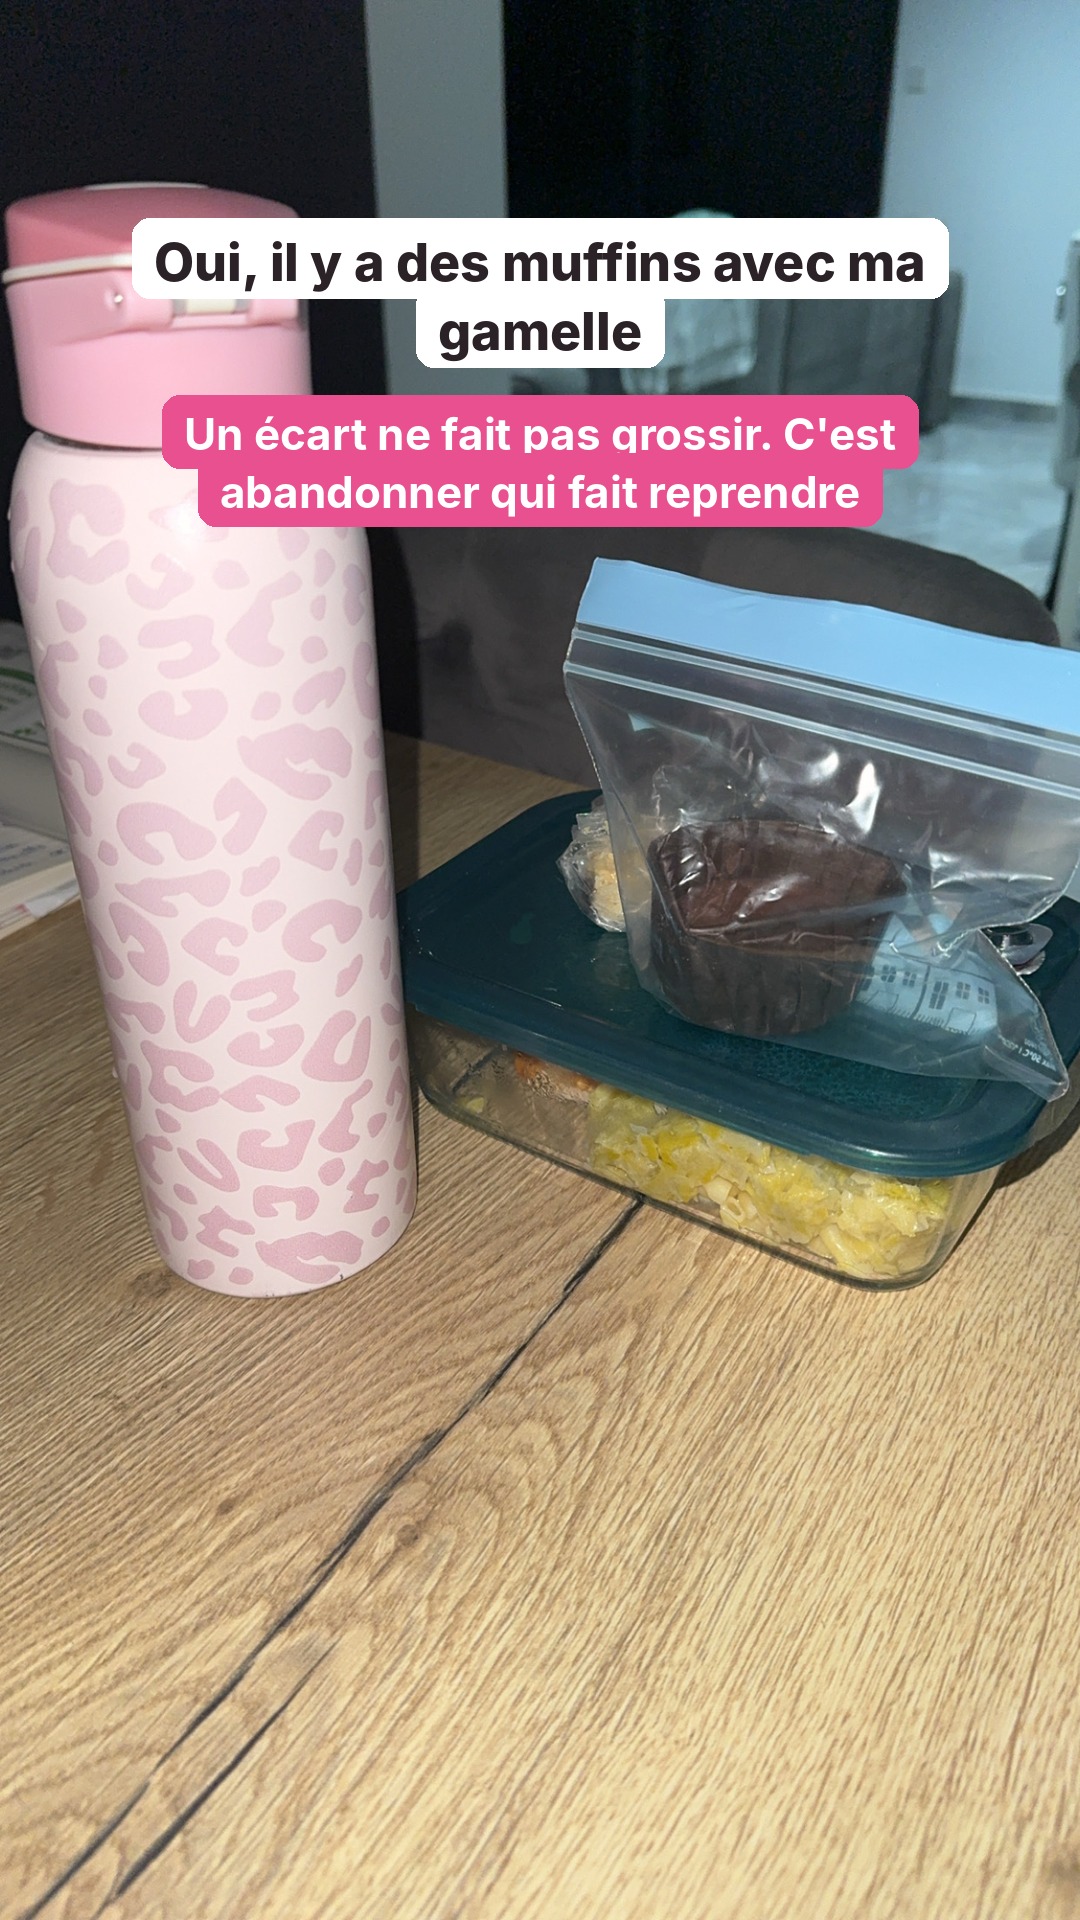 Oui, il y a des muffins avec ma
gamelle
Un écart ne fait pas grossir. C'est
abandonner qui fait reprendre